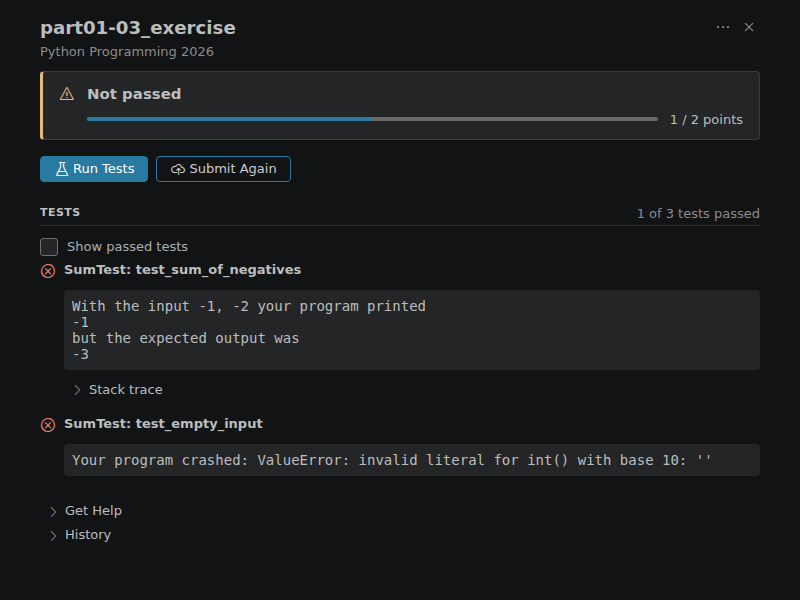 part01-03_exercise
Python Programming 2026
Not passed
1 / 2 points
Run Tests
Submit Again
TESTS
1 of 3 tests passed
Show passed tests
SumTest: test_sum_of_negatives
With the input -1, -2 your program printed
-1
but the expected output was
-3
Stack trace
SumTest: test_empty_input
Your program crashed: ValueError: invalid literal for int() with base 10: ''
Get Help
History